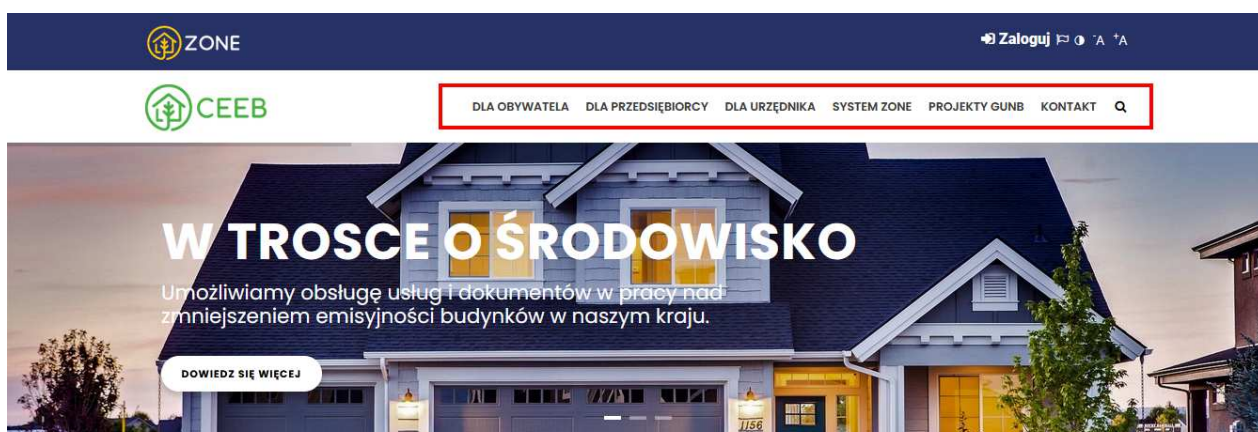 ZONE
Zaloguj -A +A
CEEB
DLA OBYWATELA DLA PRZEDSIĘBIORCY DLA URZĘDNIKA SYSTEM ZONE PROJEKTY GUNB KONTAKT
W TROSCE O ŚRODOWISKO
Umożliwiamy obsługę usług i dokumentów w pracy nad
zmniejszeniem emisyjności budynków w naszym kraju.
DOWIEDZ SIĘ WIĘCEJ
1156